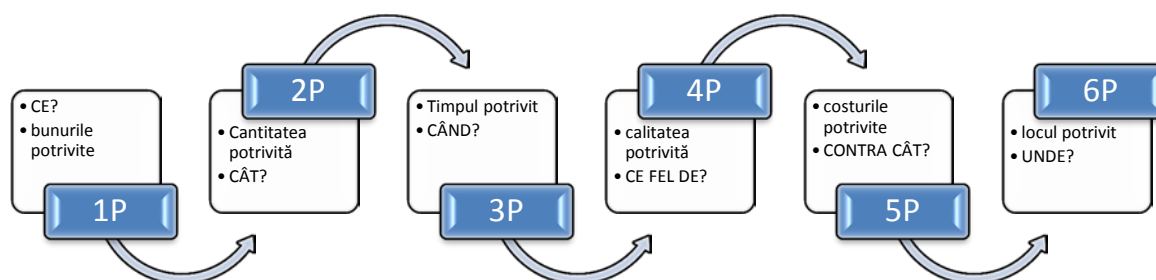 • CE?
• bunurile
potrivite
1P
2P
• Cantitatea
potrivită
• CÂT?
• Timpul potrivit
• CÂND?
3P
4P
• calitatea
potrivită
• CE FEL DE?
• costurile
potrivite
• CONTRA CÂT?
5P
6P
• locul potrivit
• UNDE?